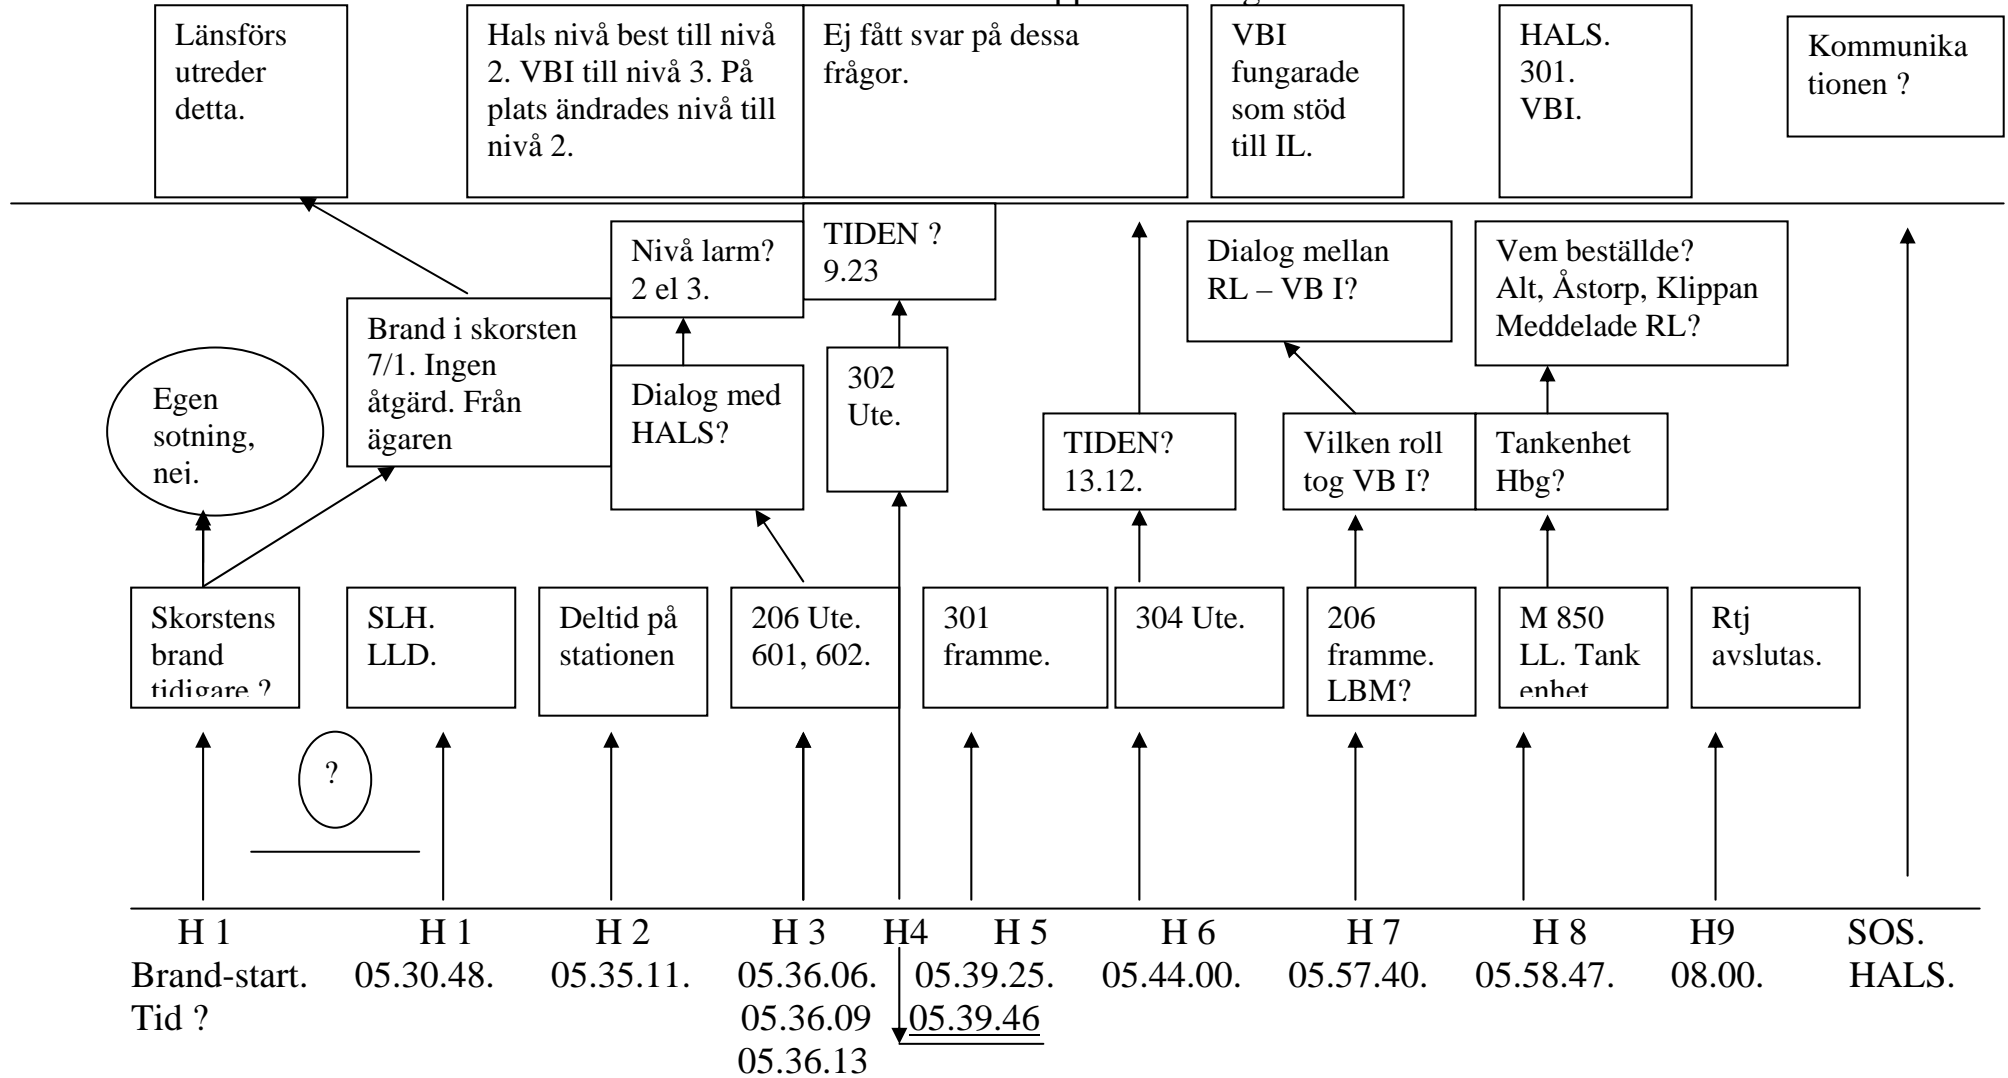 Länsförs
utreder
detta.
Hals nivå best till nivå
2. VBI till nivå 3. På
plats ändrades nivå till
nivå 2.
Ej fått svar på dessa
frågor.
VBI
fungarade
som stöd
till IL.
HALS.
301.
VBI.
Kommunika
tionen ?
Nivå larm?
2 el 3.
TIDEN ?
9.23
Dialog mellan
RL – VB I?
Vem beställde?
Alt, Åstorp, Klippan
Meddelade RL?
Egen
sotning,
nej.
Brand i skorsten
7/1. Ingen
åtgärd. Från
ägaren
Dialog med
HALS?
302
Ute.
TIDEN?
13.12.
Vilken roll
tog VB I?
Tankenhet
Hbg?
Skorstens
brand
tidigare ?
SLH.
LLD.
Deltid på
stationen
206 Ute.
601, 602.
301
framme.
304 Ute.
206
framme.
LBM?
M 850
LL. Tank
enhet
Rtj
avslutas.
?
H 1 H 1 H 2 H 3 H4 H 5 H 6 H 7 H 8 H9 SOS.
Brand-start. 05.30.48. 05.35.11. 05.36.06. 05.39.25. 05.44.00. 05.57.40. 05.58.47. 08.00. HALS.
Tid ? 05.36.09 05.39.46
05.36.13